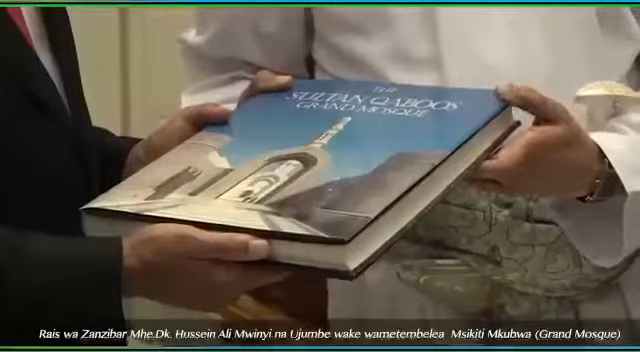 THE
SULTAN QABOOS
GRAND MOSQUE
Rais wa Zanzibar Mhe.Dk. Hussein Ali Mwinyi na Ujumbe wake wametembelea Msikiti Mkubwa (Grand Mosque)